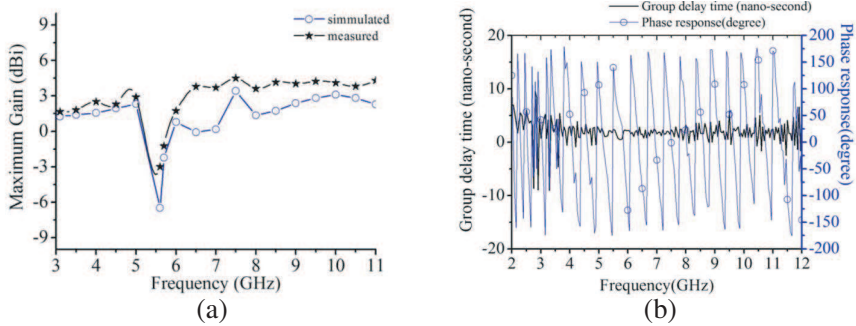 simmulated
measured
Maximum Gain (dBi)
9
6
3
0
-3
-6
-9
3 4 5 6 7 8 9 10 11
Frequency (GHz)
(a)
Group delay time (nano-second)
Phase response(degree)
Group delay time (nano-second)
20
10
0
-10
-20
2 3 4 5 6 7 8 9 10 11 12
Frequency(GHz)
200
150
100
50
0
-50
-100
-150
-200
Phase response(degree)
(b)